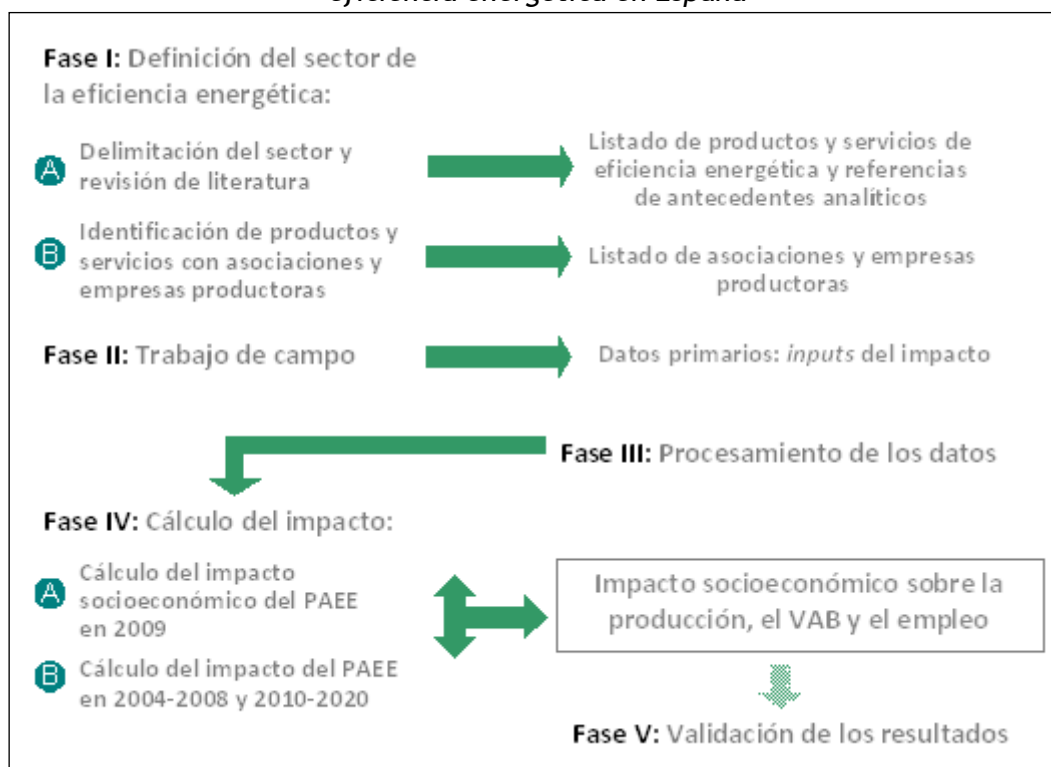 eficiencia energética en España
Fase I: Definición del sector de
la eficiencia energética:
A Delimitación del sector y
revisión de literatura
Listado de productos y servicios de
eficiencia energética y referencias
de antecedentes analíticos
B Identificación de productos y
servicios con asociaciones y
empresas productoras
Listado de asociaciones y empresas
productoras
Fase II: Trabajo de campo
Datos primarios: inputs del impacto
Fase III: Procesamiento de los datos
Fase IV: Cálculo del impacto:
A Cálculo del impacto
socioeconómico del PAEE
en 2009
B Cálculo del impacto del PAEE
en 2004-2008 y 2010-2020
Impacto socioeconómico sobre la
producción, el VAB y el empleo
Fase V: Validación de los resultados